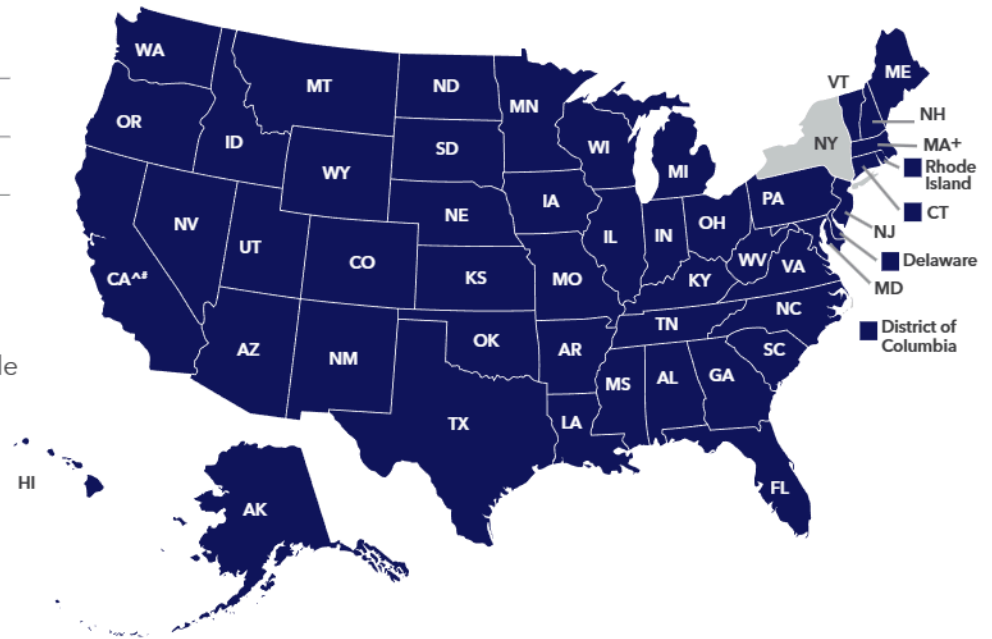 WA
MT
ND
MN
VT
ME
OR
ID
SD
WI
MI
NY
NH
MA+
WY
IA
PA
Rhode
Island
NV
NE
IL
IN
OH
CT
UT
CO
NJ
CA^#
KS
MO
KY
WV
VA
Delaware
MD
TN
NC
AZ
NM
OK
AR
SC
District of
Columbia
le
MS
AL
GA
TX
LA
HI
AK
FL